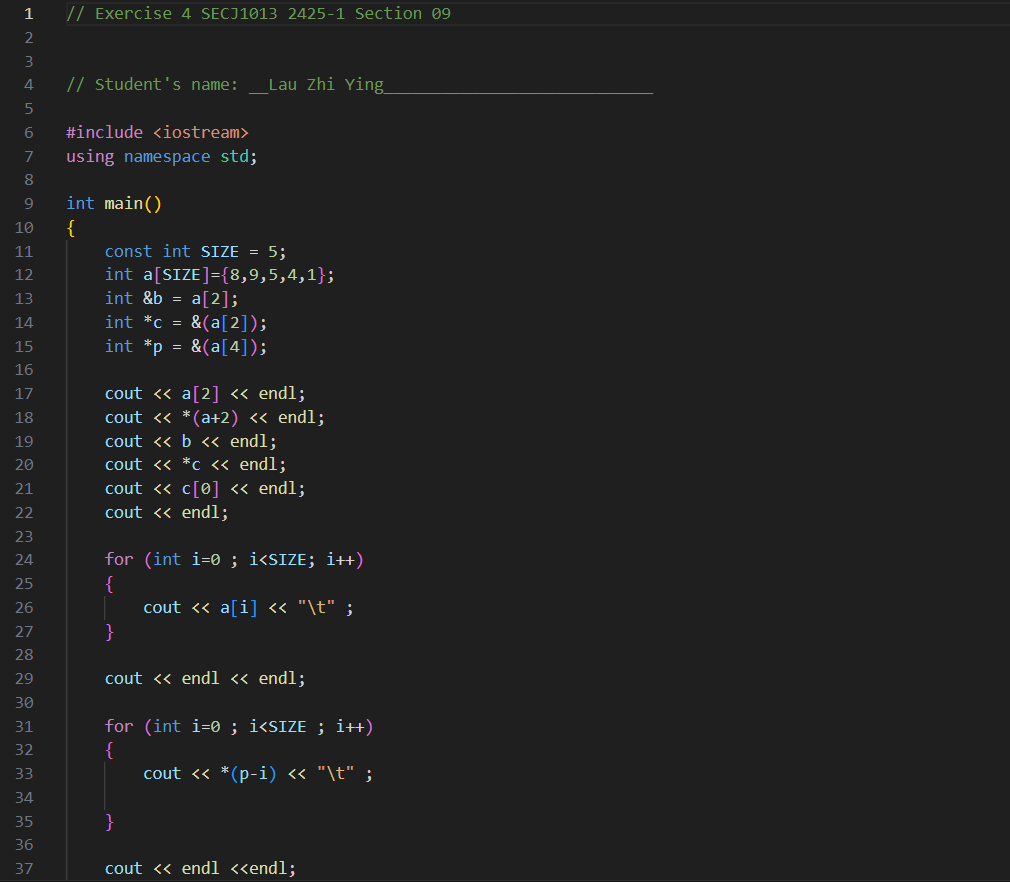 1 // Exercise 4 SECJ1013 2425-1 Section 09
2
3
4 // Student's name: __Lau Zhi Ying____________________________
5
6 #include <iostream>
7 using namespace std;
8
9 int main()
10 {
11     const int SIZE = 5;
12     int a[SIZE]={8,9,5,4,1};
13     int &b = a[2];
14     int *c = &(a[2]);
15     int *p = &(a[4]);
16
17     cout << a[2] << endl;
18     cout << *(a+2) << endl;
19     cout << b << endl;
20     cout << *c << endl;
21     cout << c[0] << endl;
22     cout << endl;
23
24     for (int i=0 ; i<SIZE; i++)
25     {
26         cout << a[i] << "\t" ;
27     }
28
29     cout << endl << endl;
30
31     for (int i=0 ; i<SIZE ; i++)
32     {
33         cout << *(p-i) << "\t" ;
34
35     }
36
37     cout << endl <<endl;